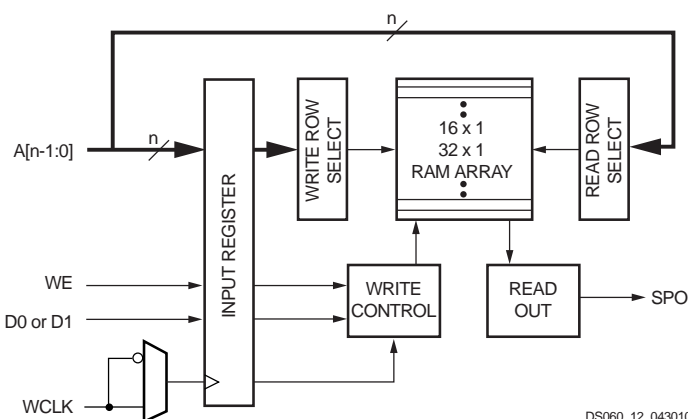 n
A[n-1:0]
n
INPUT REGISTER
WRITE ROW
SELECT
16 x 1
32 x 1
RAM ARRAY
READ ROW
SELECT
WE
D0 or D1
WRITE
CONTROL
READ
OUT
SPO
WCLK
DS060_12_043010